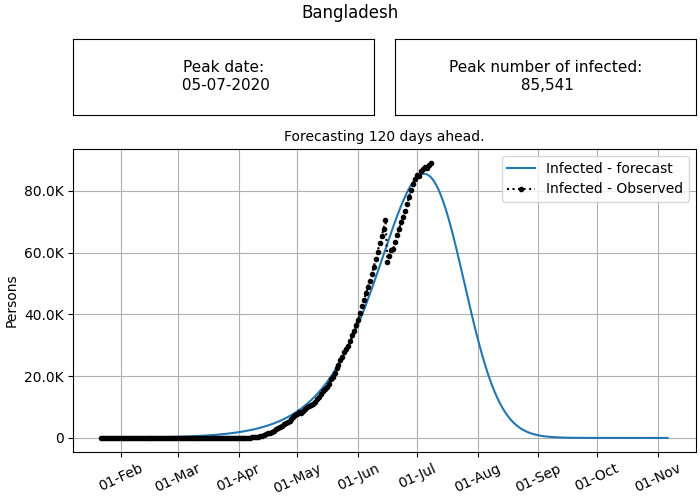 Bangladesh
Peak date:
05-07-2020
Peak number of infected:
85,541
Forecasting 120 days ahead.
Infected - forecast
Infected - Observed
80.0K
60.0K
40.0K
20.0K
0
Persons
01-Feb
01-Mar
01-Apr
01-May
01-Jun
01-Jul
01-Aug
01-Sep
01-Oct
01-Nov